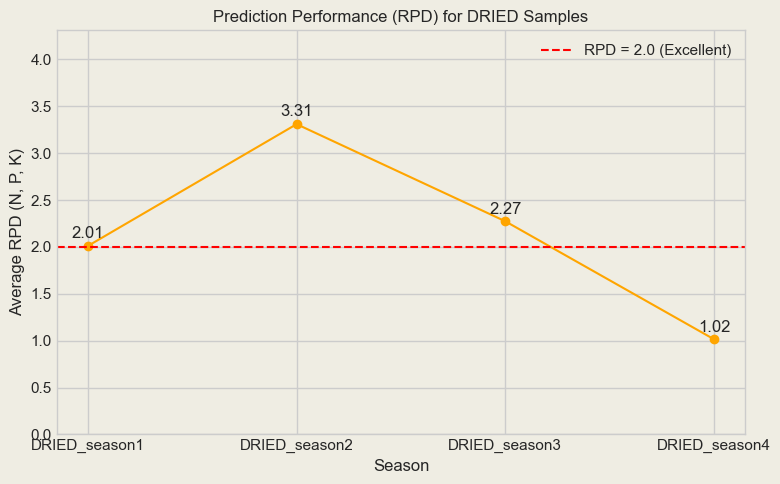 Prediction Performance (RPD) for DRIED Samples
RPD = 2.0 (Excellent)
Average RPD (N, P, K)
4.0
3.5
3.0
2.5
2.0
1.5
1.0
0.5
0.0
2.01
3.31
2.27
1.02
DRIED_season1
DRIED_season2
DRIED_season3
DRIED_season4
Season